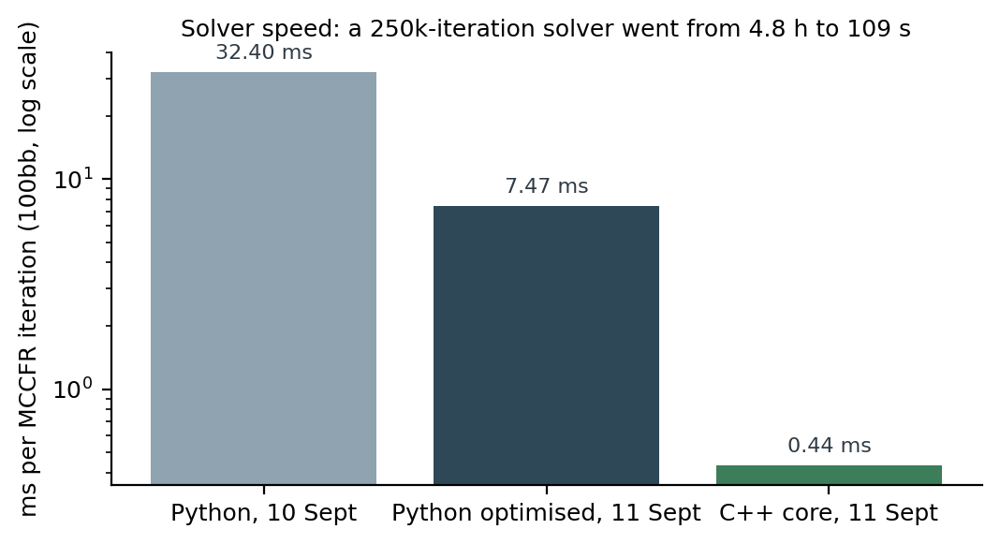 Solver speed: a 250k-iteration solver went from 4.8 h to 109 s
ms per MCCFR iteration (100bb, log scale)
32.40 ms
7.47 ms
0.44 ms
10¹
10⁰
Python, 10 Sept
Python optimised, 11 Sept
C++ core, 11 Sept